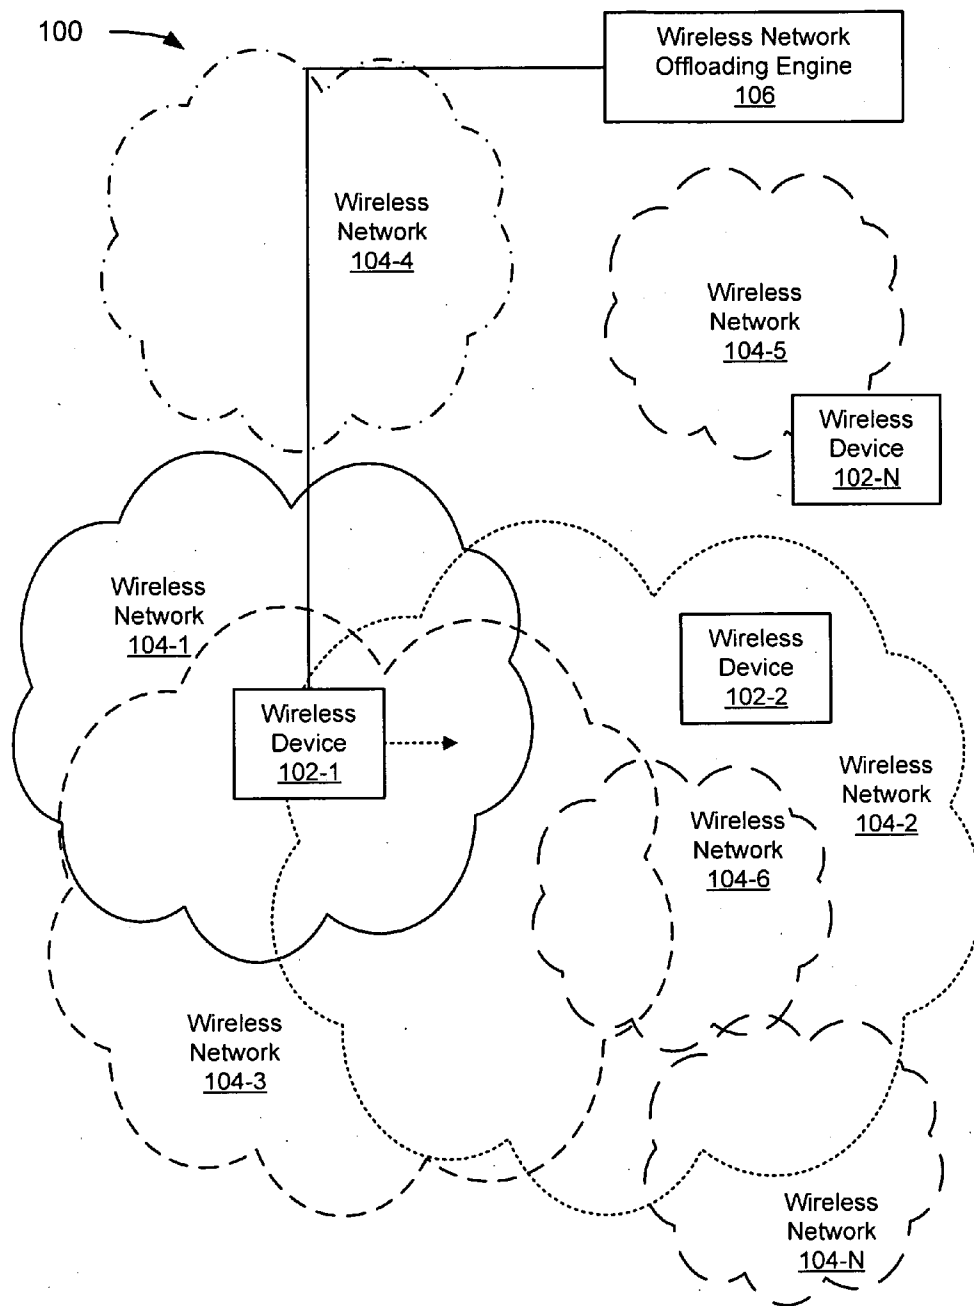 100
Wireless Network
Offloading Engine
106
Wireless
Network
104-4
Wireless
Network
104-5
Wireless
Device
102-N
Wireless
Network
104-1
Wireless
Device
102-2
Wireless
Device
102-1
Wireless
Network
104-2
Wireless
Network
104-6
Wireless
Network
104-3
Wireless
Network
104-N